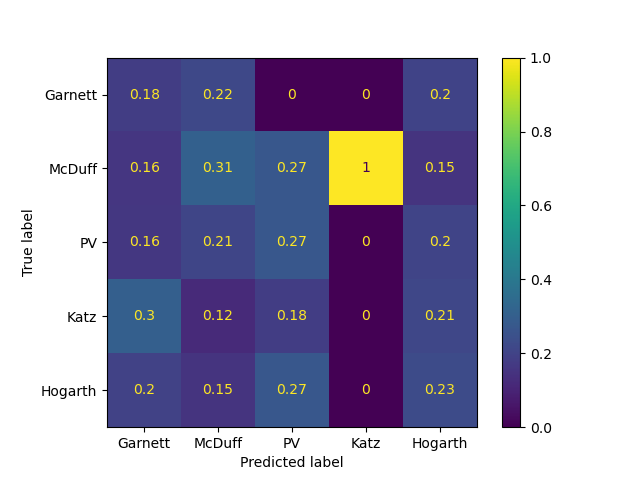 1.0
Garnett 0.18 0.22 0 0 0.2
0.8
McDuff 0.16 0.31 0.27 1 0.15
0.6
True label
PV 0.16 0.21 0.27 0 0.2
0.4
Katz 0.3 0.12 0.18 0 0.21
0.2
Hogarth 0.2 0.15 0.27 0 0.23
0.0
Garnett McDuff PV Katz Hogarth
Predicted label